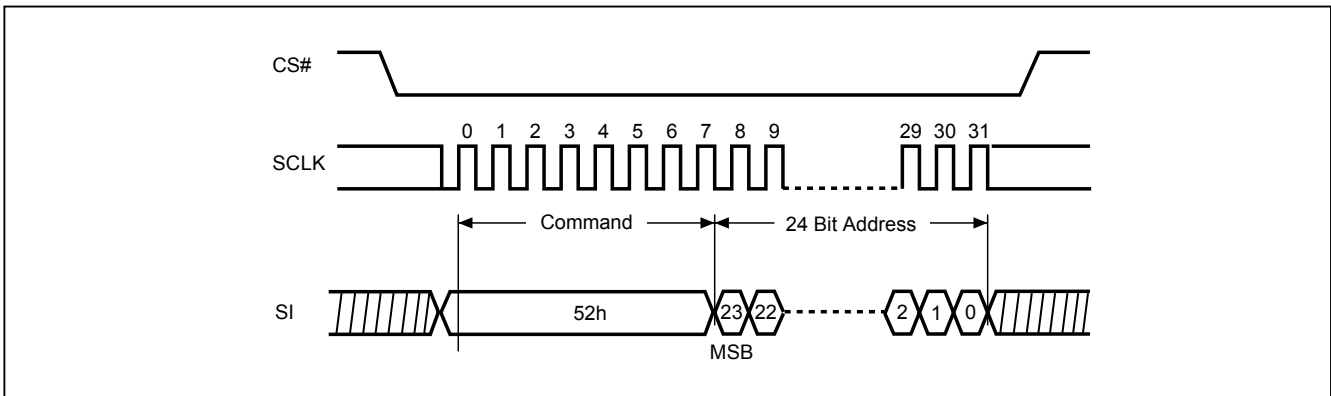 CS#
0 1 2 3 4 5 6 7 8 9 29 30 31
SCLK
Command 24 Bit Address
SI 52h 23 22 2 1 0
MSB